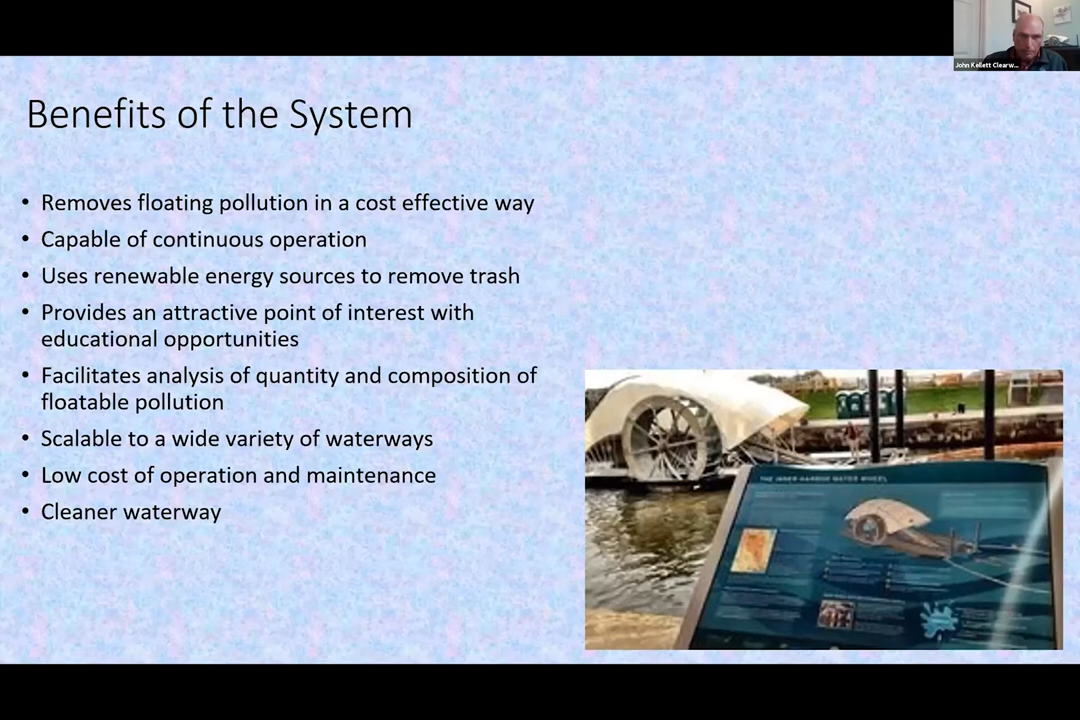 John Kellett Clearw...
Benefits of the System
• Removes floating pollution in a cost effective way
• Capable of continuous operation
• Uses renewable energy sources to remove trash
• Provides an attractive point of interest with
educational opportunities
• Facilitates analysis of quantity and composition of
floatable pollution
• Scalable to a wide variety of waterways
• Low cost of operation and maintenance
• Cleaner waterway
THE INNER HARBOR WATER WHEEL